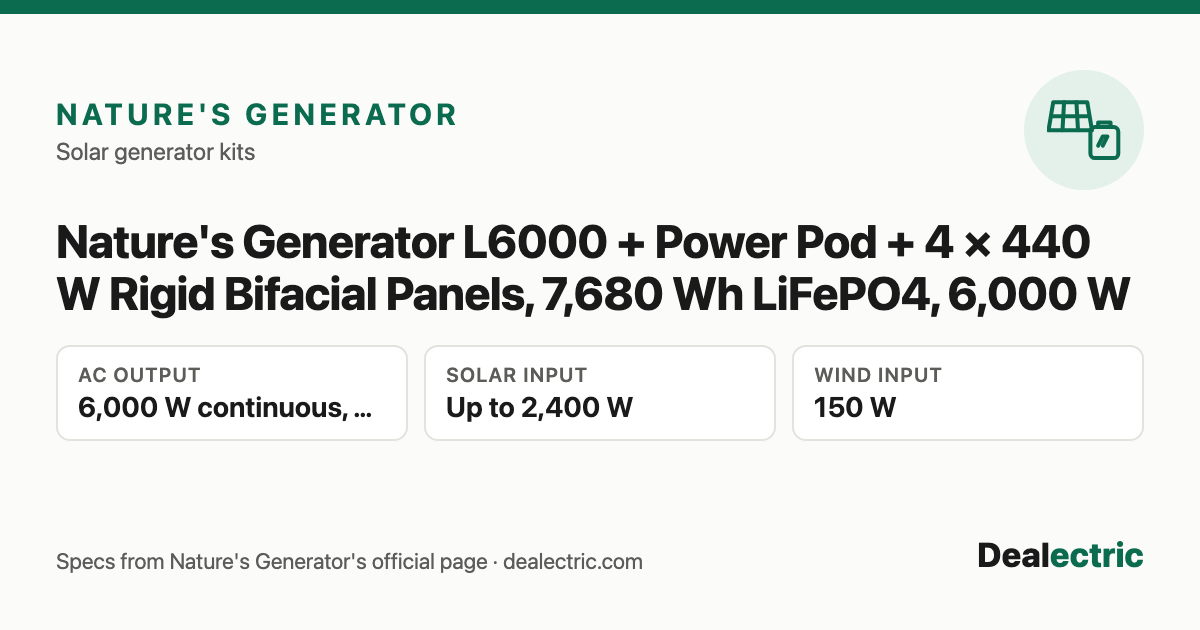 NATURE'S GENERATOR
Solar generator kits
Nature's Generator L6000 + Power Pod + 4 × 440
W Rigid Bifacial Panels, 7,680 Wh LiFePO4, 6,000 W
AC OUTPUT
6,000 W continuous, ...
SOLAR INPUT
Up to 2,400 W
WIND INPUT
150 W
Specs from Nature's Generator's official page · dealectric.com
Dealectric